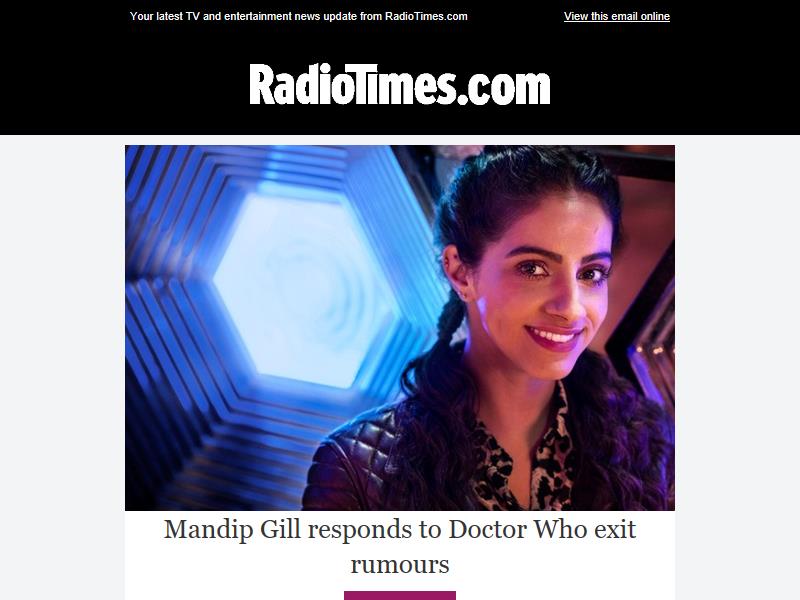 Your latest TV and entertainment news update from RadioTimes.com
View this email online
RadioTimes.com
Mandip Gill responds to Doctor Who exit
rumours